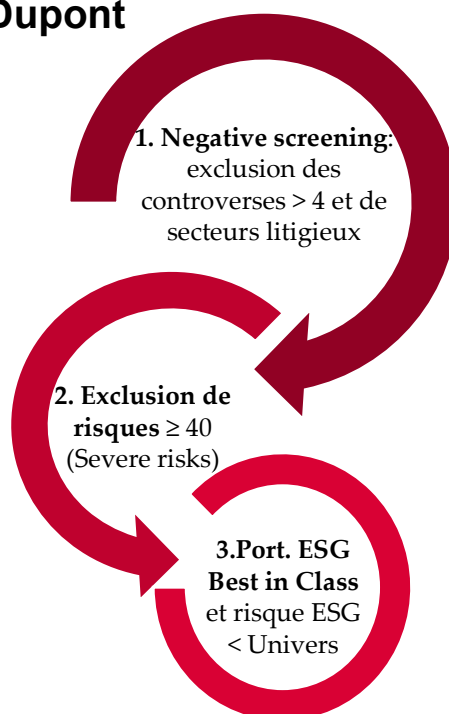 Dupont
1. Negative screening:
exclusion des
controverses > 4 et de
secteurs litigieux
2. Exclusion de
risques ≥ 40
(Severe risks)
3.Port. ESG
Best in Class
et risque ESG
< Univers